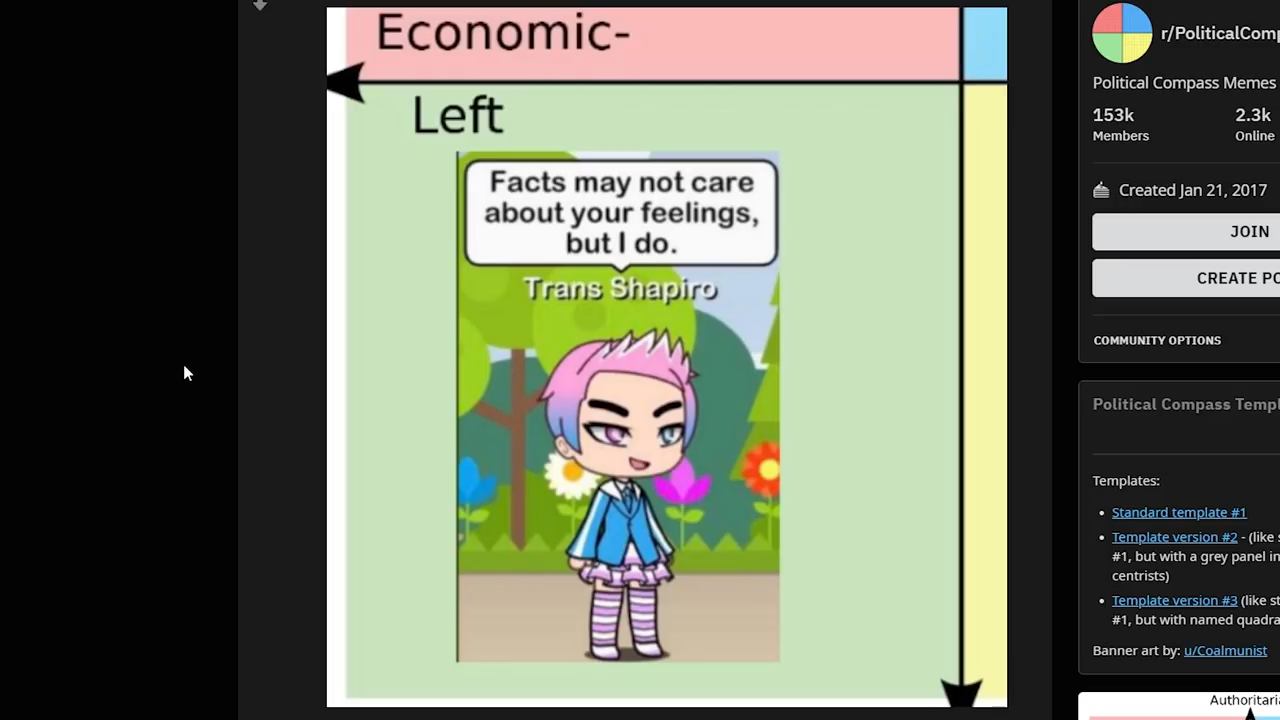 Economic-
Left
Facts may not care
about your feelings,
but I do.
Trans Shapiro
r/PoliticalComp
Political Compass Memes
153k
2.3k
Members
Online
Created Jan 21, 2017
JOIN
CREATE PO
COMMUNITY OPTIONS
Political Compass Templ
Templates:
• Standard template #1
• Template version #2 - (like s
#1, but with a grey panel in
centrists)
• Template version #3 (like st
#1, but with named quadra
Banner art by: u/Coalmunist
Authoritaria